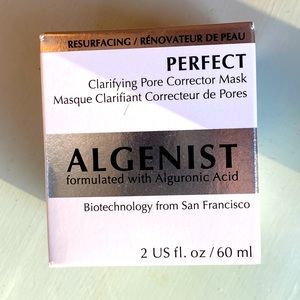 RESURFACING / RÉNOVATEUR DE PEAU
PERFECT
Clarifying Pore Corrector Mask
Masque Clarifiant Correcteur de Pores
ALGENIST
formulated with Alguronic Acid
Biotechnology from San Francisco
2 US fl. oz / 60 ml